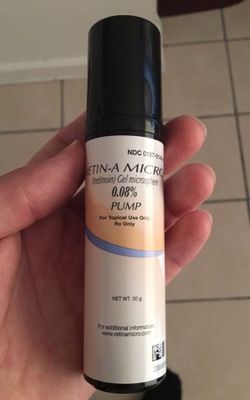 NDC 0187-
RETIN-A MICRO
(tretinoin) Gel microsphere
0.08%
PUMP
For Topical Use Only
Rx Only
NET WT. 50 g
For additional information:
www.retinamicro.com